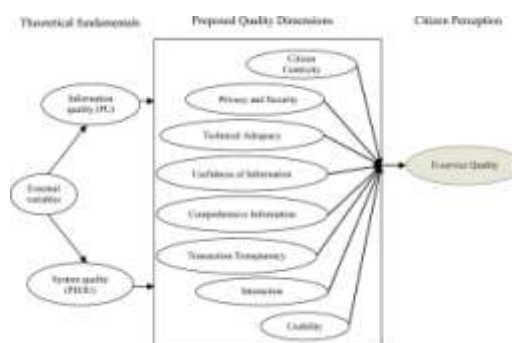 Theoretical fundamentals
Proposed Quality Dimensions
Citizen Perception
Citizen
Centricity
Information
quality (PU)
Privacy and Security
Technical Adequacy
Usefulness of Information
E-service Quality
External
variables
Comprehensive Information
Transaction Transparency
System quality
(PEOU)
Interaction
Usability